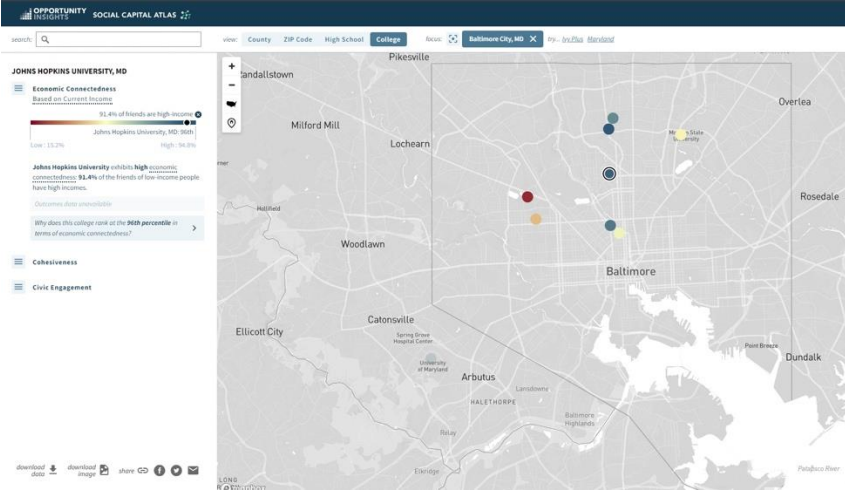 OPPORTUNITY
INSIGHTS
SOCIAL CAPITAL ATLAS
search:
view: County ZIP Code High School College
focus: Baltimore City, MD X
try... Ivy Plus Maryland
JOHNS HOPKINS UNIVERSITY, MD
Economic Connectedness
Based on Current Income
91.4% of friends are high-income
Johns Hopkins University, MD: 96th
Low: 15.2% High: 94.8%
Johns Hopkins University exhibits high economic
connectedness: 91.4% of the friends of low-income people
have high incomes.
Outcomes data unavailable
Why does this college rank at the 96th percentile in
terms of economic connectedness?
Cohesiveness
Civic Engagement
download
data
download
image
share
+
−
Pikesville
Randallstown
Overlea
Milford Mill
Lochearn
State
Rosedale
Hollifield
Woodlawn
Baltimore
Catonsville
Ellicott City
Spring Grove
Hospital Center
University
of Maryland
Arbutus
Point Breeze
Dundalk
Lansdowne
HALETHORPE
Baltimore
Highlands
Relay
Elkridge
Patapsco River
LONG